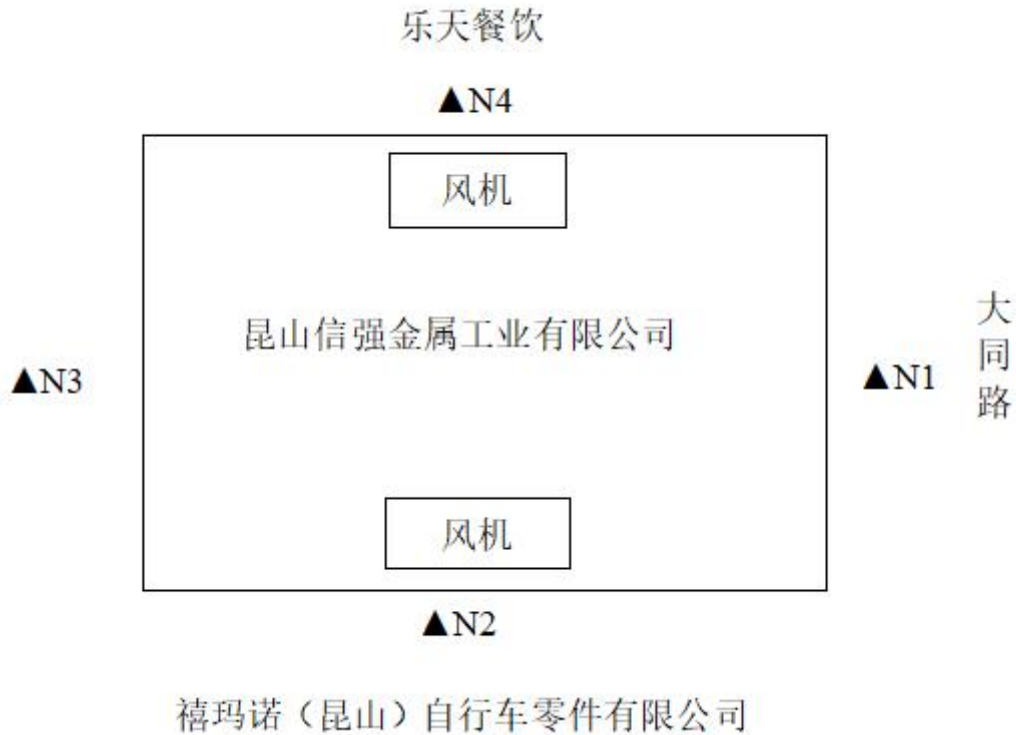 乐天餐饮
▲N4
风机
昆山信强金属工业有限公司
大同路
▲N3
▲N1
风机
▲N2
禧玛诺（昆山）自行车零件有限公司